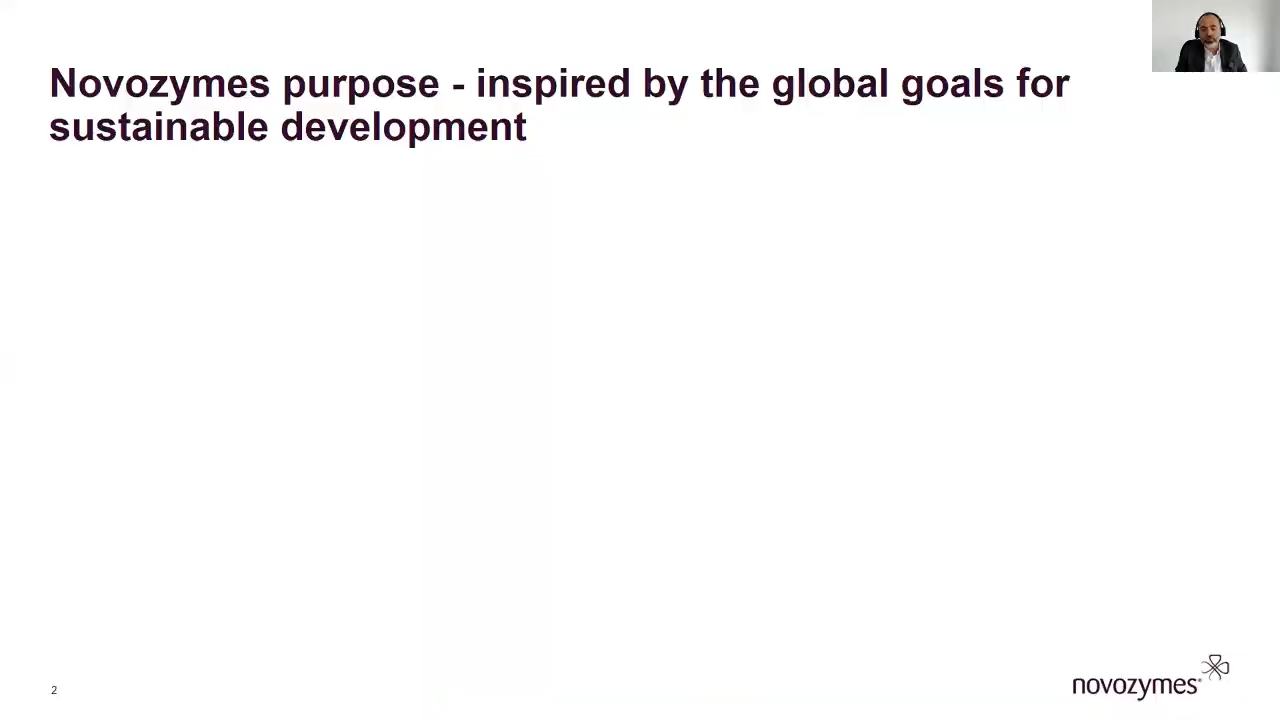 Novozymes purpose - inspired by the global goals for
sustainable development
2
novozymes